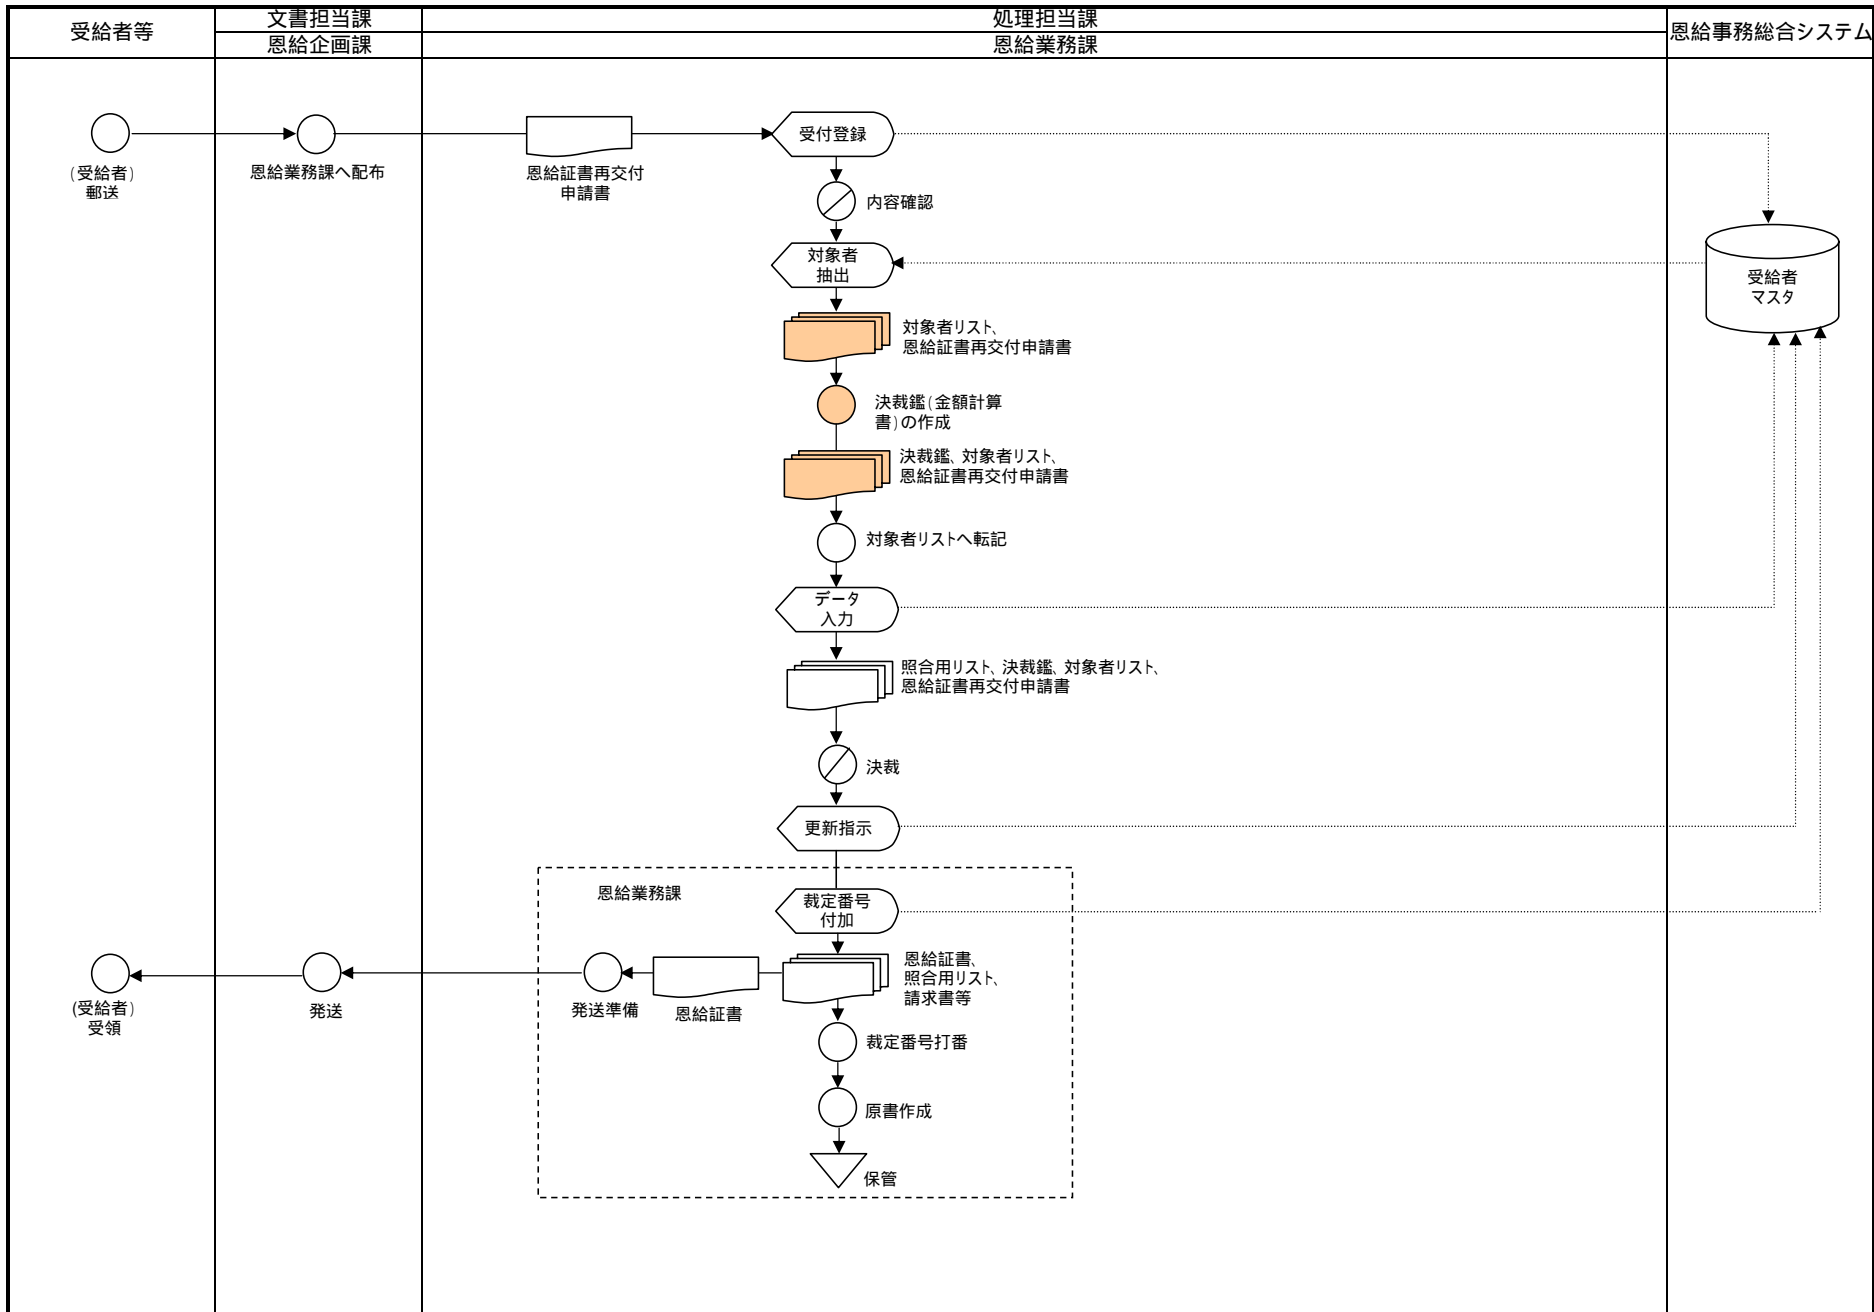 受給者等
文書担当課
処理担当課
恩給事務総合システム
恩給企画課
恩給業務課
受付登録
(受給者)
郵送
恩給業務課へ配布
恩給証書再交付
申請書
内容確認
対象者
抽出
受給者
マスタ
対象者リスト、
恩給証書再交付申請書
決裁鑑(金額計算
書)の作成
決裁鑑、対象者リスト、
恩給証書再交付申請書
対象者リストへ転記
データ
入力
照合用リスト、決裁鑑、対象者リスト、
恩給証書再交付申請書
決裁
更新指示
恩給業務課
裁定番号
付加
恩給証書、
照合用リスト、
請求書等
(受給者)
受領
発送
発送準備
恩給証書
裁定番号打番
原書作成
保管